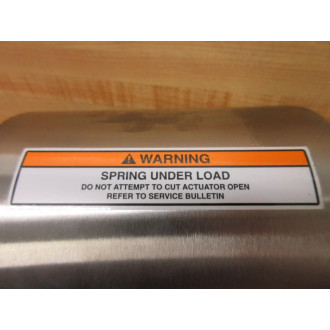 ⚠ WARNING
SPRING UNDER LOAD
DO NOT ATTEMPT TO CUT ACTUATOR OPEN
REFER TO SERVICE BULLETIN